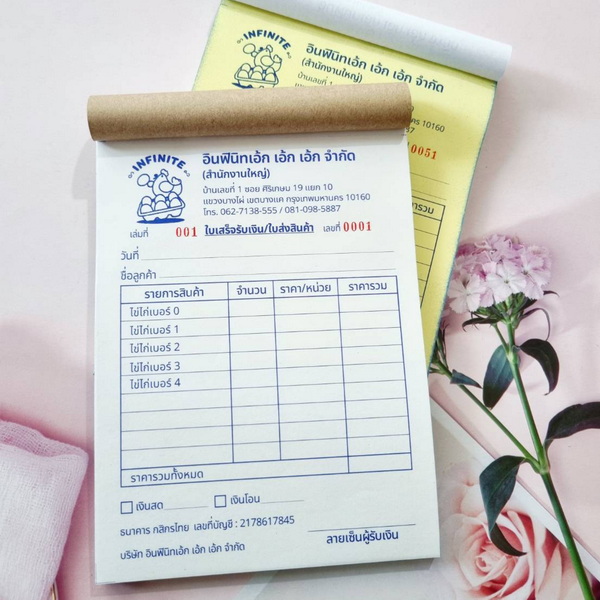 INFINITE
อินฟินิทเอ้ก เอ้ก เอ้ก จำกัด
(สำนักงานใหญ่)
บ้านเลขที่ 1
กร 10160
0051
รวม
INFINITE
อินฟินิทเอ้ก เอ้ก เอ้ก จำกัด
(สำนักงานใหญ่)
บ้านเลขที่ 1 ซอย ศิริเกษม 19 แยก 10
แขวงบางไผ่ เขตบางแค กรุงเทพมหานคร 10160
โทร. 062-7138-555 / 081-098-5887
เล่มที่ 001 ใบเสร็จรับเงิน/ใบส่งสินค้า เลขที่ 0001
วันที่
ชื่อลูกค้า
รายการสินค้า จำนวน ราคา/หน่วย ราคารวม
ไข่ไก่เบอร์ 0
ไข่ไก่เบอร์ 1
ไข่ไก่เบอร์ 2
ไข่ไก่เบอร์ 3
ไข่ไก่เบอร์ 4
ราคารวมทั้งหมด
เงินสด เงินโอน
ธนาคาร กสิกรไทย เลขที่บัญชี : 2178617845
ลายเซ็นผู้รับเงิน
บริษัท อินฟินิทเอ้ก เอ้ก เอ้ก จำกัด